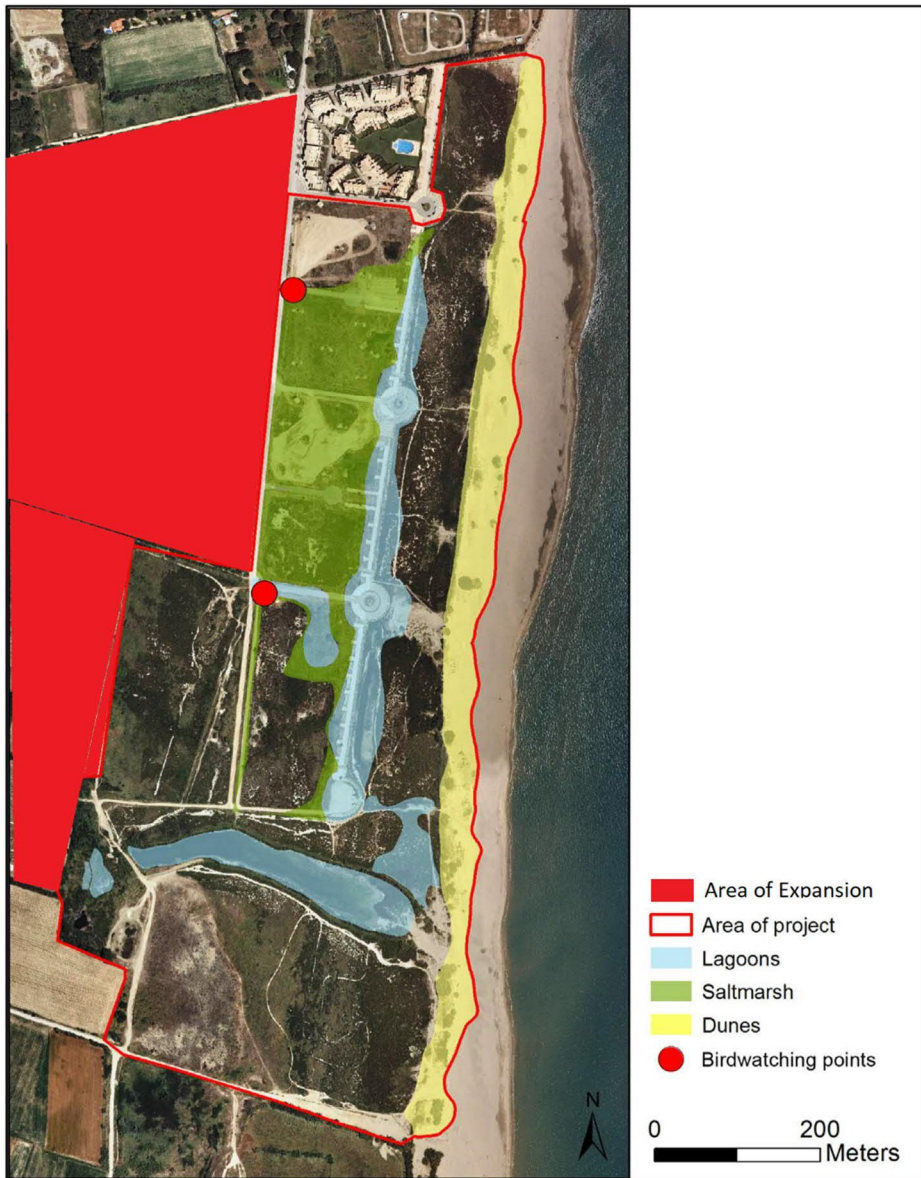 Area of Expansion
Area of project
Lagoons
Saltmarsh
Dunes
Birdwatching points
N
0 200
Meters